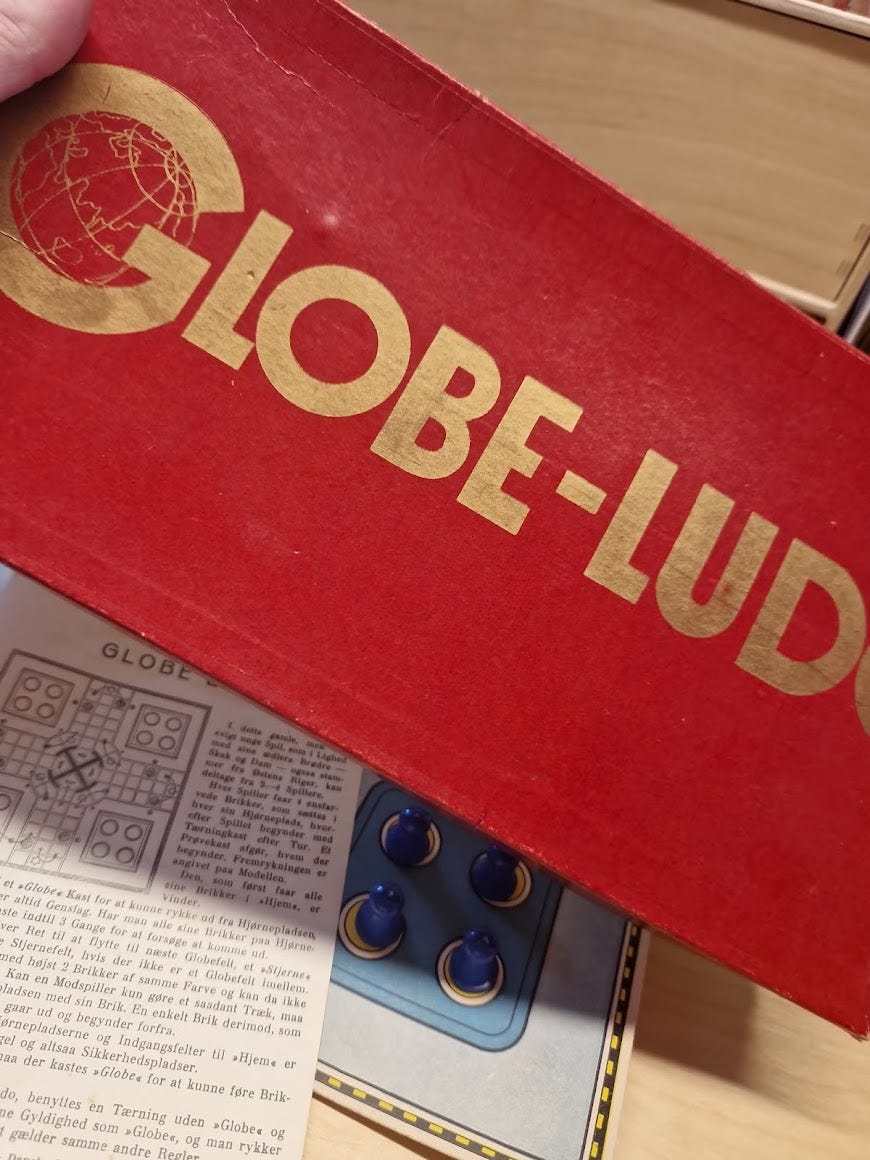 GLOBE-LUDO
GLOBE
I dette gamle, men
evigt unge Spil, som i Lighed
med sine ædlere Brødre —
Skak og Dam — ogsaa stam-
mer fra Østens Riger, kan
deltage fra 2—4 Spillere.
Hver Spiller faar 4 ensfar-
vede Brikker, som sættes i
hver sin Hjørneplads, hvor-
efter Spillet begynder med
Tærningkast efter Tur. Et
Prøvekast afgør, hvem der
begynder. Fremrykningen er
angivet paa Modellen.
Den, som først faar alle
sine Brikker i »Hjem«, er
Vinder.
et »Globe« Kast for at kunne rykke ud fra Hjørnepladsen,
er altid Genslag. Har man alle sine Brikker paa Hjørne-
indtil 3 Gange for at forsøge at komme ud.
Ret til at flytte til næste Globefelt, et »Stjerne«
Stjernefelt, hvis der ikke er et Globefelt imellem.
med højst 2 Brikker af samme Farve og kan da ikke
Kan en Modspiller kun gøre et saadant Træk, maa
pladsen med sin Brik. En enkelt Brik derimod, som
gaar ud og begynder forfra.
jørnepladserne og Indgangsfelter til »Hjem« er
gel og altsaa Sikkerhedspladser.
maa der kastes »Globe« for at kunne føre Brik-
do, benyttes en Tærning uden »Globe« og
ne Gyldighed som »Globe«, og man rykker
t gælder samme andre Regler.